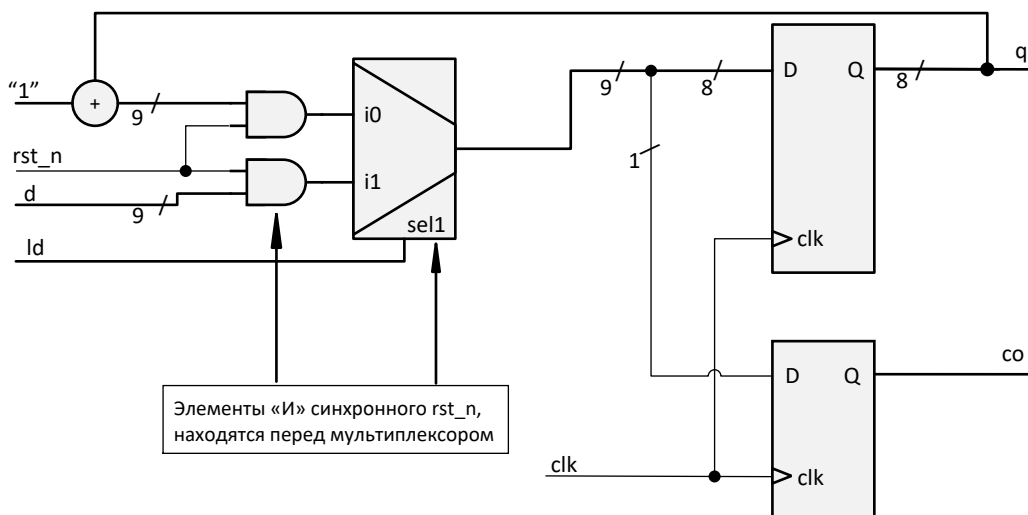 D Q 8 q
9 8
"1" + 9
i0
1
rst_n
i1
d 9
sel1
ld
clk
Элементы «И» синхронного rst_n,
находятся перед мультиплексором
D Q co
clk clk